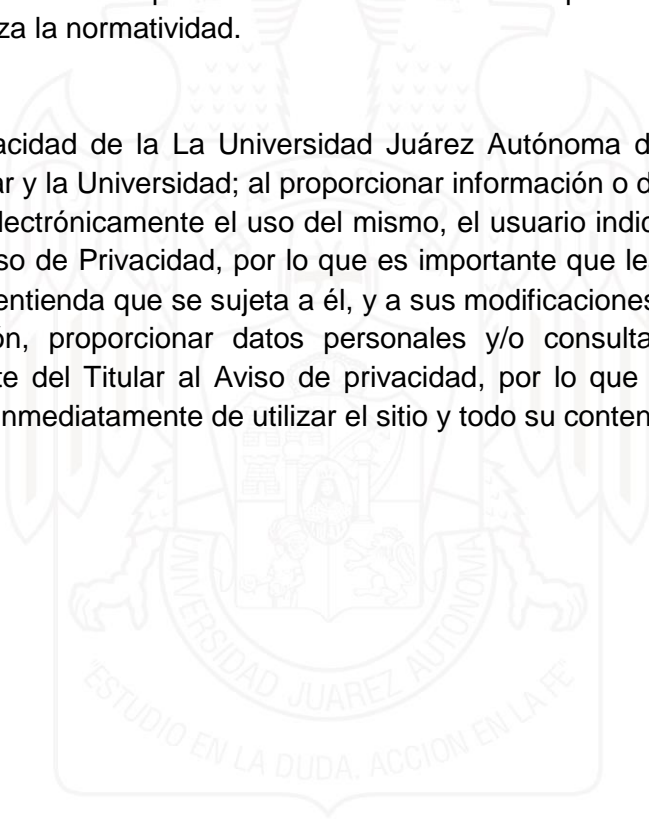 za la normatividad.
acidad de la La Universidad Juárez Autónoma d
ar y la Universidad; al proporcionar información o d
lectrónicamente el uso del mismo, el usuario indic
so de Privacidad, por lo que es importante que le
entienda que se sujeta a él, y a sus modificaciones
ón, proporcionar datos personales y/o consulta
te del Titular al Aviso de privacidad, por lo que
inmediatamente de utilizar el sitio y todo su conten
UNIVERSIDAD JUAREZ AUTONOMA
"ESTUDIO EN LA DUDA. ACCION EN LA FE"